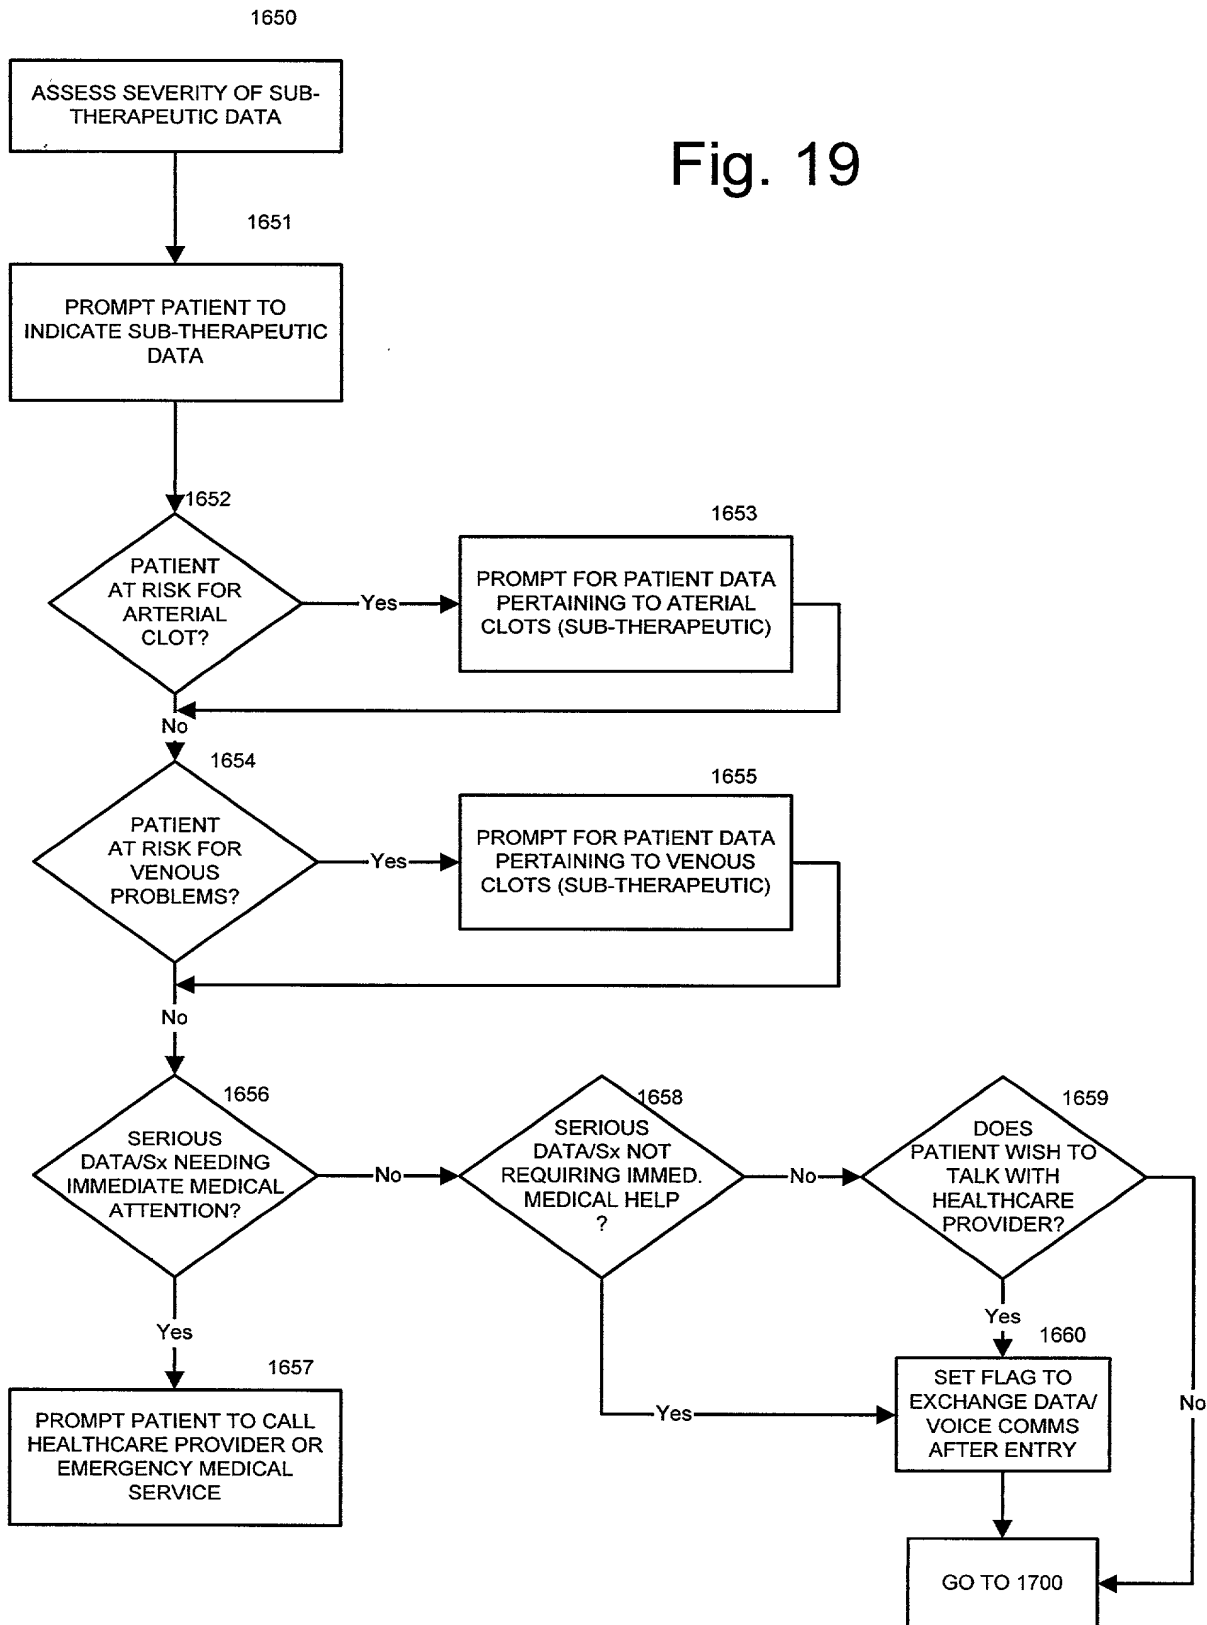 1650
ASSESS SEVERITY OF SUB-
THERAPEUTIC DATA
Fig. 19
1651
PROMPT PATIENT TO
INDICATE SUB-THERAPEUTIC
DATA
1652
PATIENT
AT RISK FOR
ARTERIAL
CLOT?
Yes
1653
PROMPT FOR PATIENT DATA
PERTAINING TO ATERIAL
CLOTS (SUB-THERAPEUTIC)
No
1654
PATIENT
AT RISK FOR
VENOUS
PROBLEMS?
Yes
1655
PROMPT FOR PATIENT DATA
PERTAINING TO VENOUS
CLOTS (SUB-THERAPEUTIC)
No
1656
SERIOUS
DATA/Sx NEEDING
IMMEDIATE MEDICAL
ATTENTION?
No
1658
SERIOUS
DATA/Sx NOT
REQUIRING IMMED.
MEDICAL HELP
?
No
1659
DOES
PATIENT WISH TO
TALK WITH
HEALTHCARE
PROVIDER?
Yes
1657
PROMPT PATIENT TO CALL
HEALTHCARE PROVIDER OR
EMERGENCY MEDICAL
SERVICE
Yes
Yes
1660
SET FLAG TO
EXCHANGE DATA/
VOICE COMMS
AFTER ENTRY
No
GO TO 1700